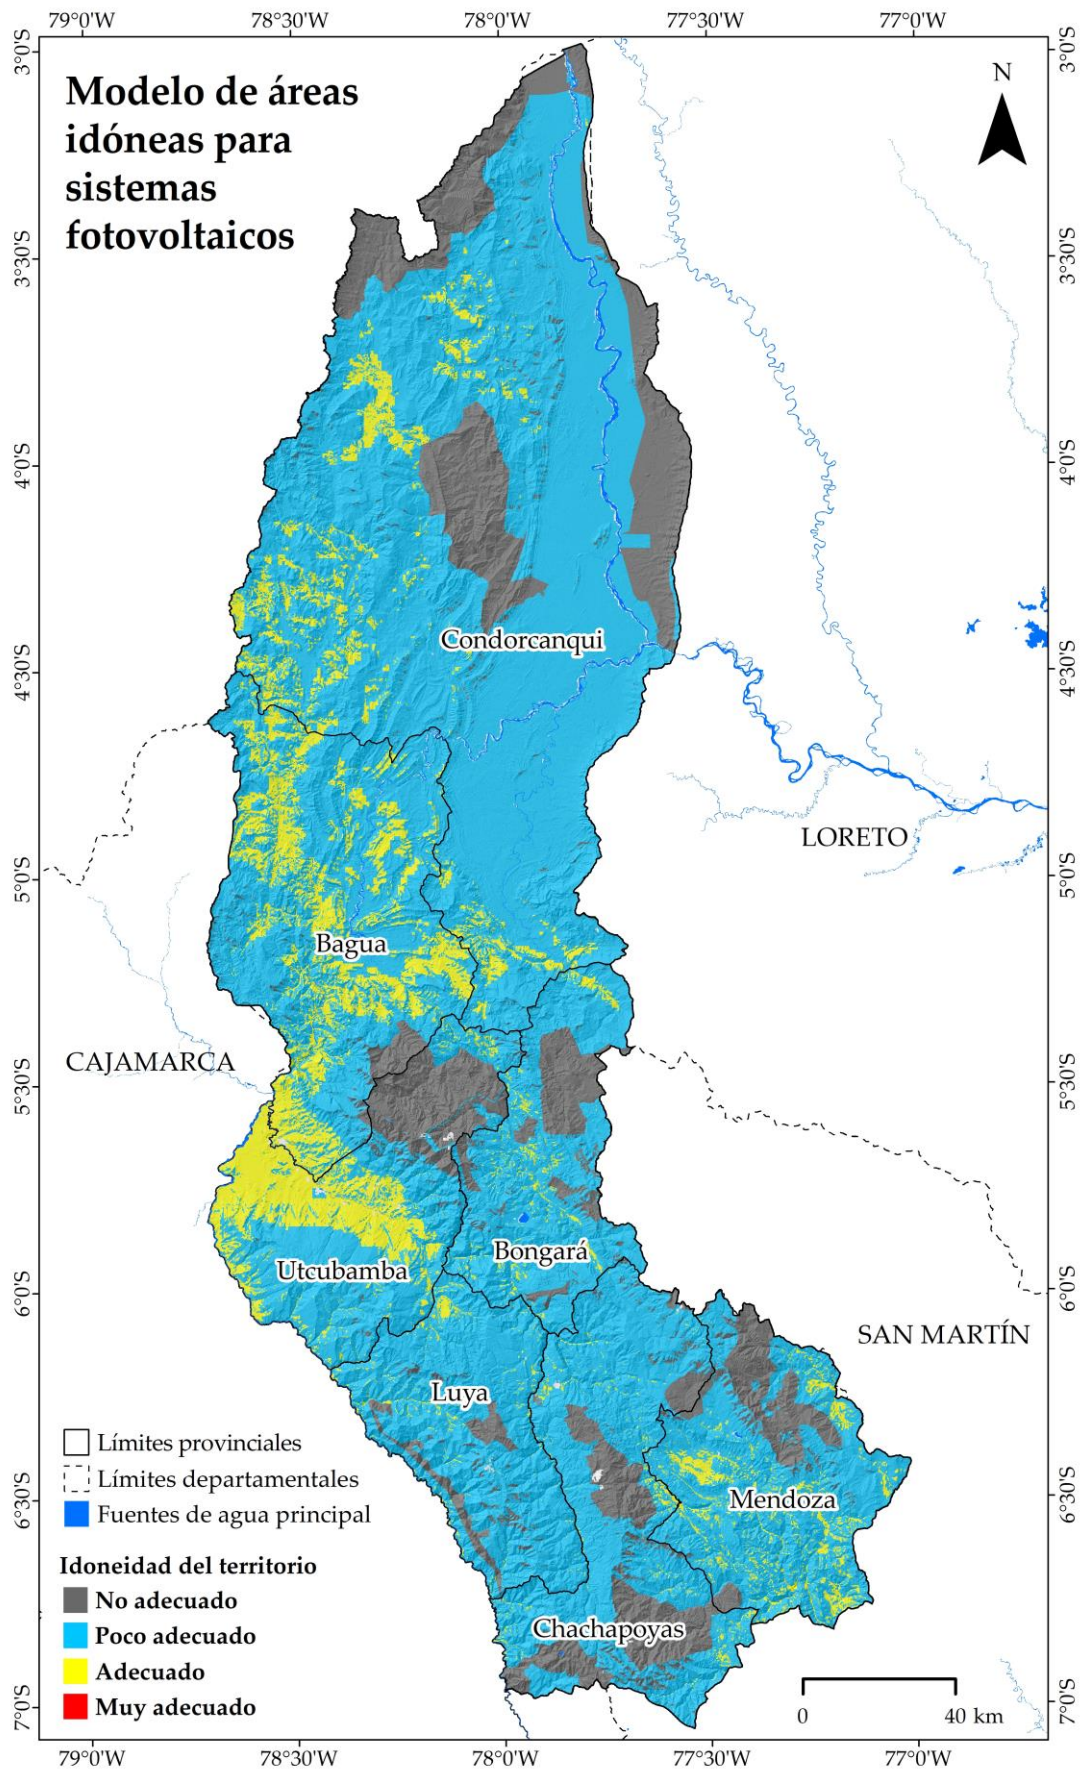 79°0'W
78°30'W
78°0'W
77°30'W
77°0'W
3°0'S
3°0'S
Modelo de áreas
idóneas para
sistemas
fotovoltaicos
N
3°30'S
3°30'S
4°0'S
4°0'S
Condorcanqui
4°30'S
4°30'S
LORETO
5°0'S
5°0'S
Bagua
CAJAMARCA
5°30'S
5°30'S
Bongará
Utcubamba
6°0'S
6°0'S
SAN MARTÍN
Luya
Límites provinciales
Límites departamentales
Fuentes de agua principal
Mendoza
6°30'S
6°30'S
Idoneidad del territorio
No adecuado
Poco adecuado
Adecuado
Muy adecuado
Chachapoyas
7°0'S
7°0'S
0
40 km
79°0'W
78°30'W
78°0'W
77°30'W
77°0'W